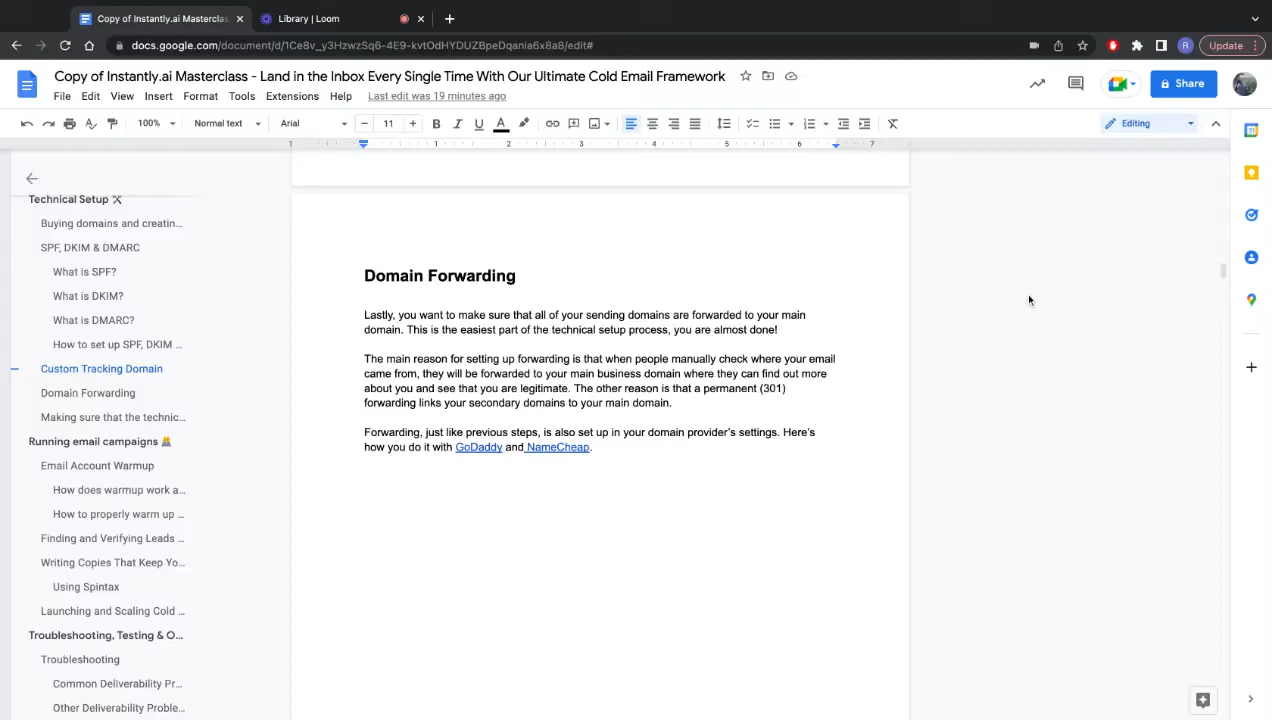 Copy of Instantly.ai Masterclas
Library | Loom
docs.google.com/document/d/1Ce8v_y3HzwzSq6-4E9-kvtOdHYDUZBpeDqania6x8a8/edit#
R
Update
Copy of Instantly.ai Masterclass - Land in the Inbox Every Single Time With Our Ultimate Cold Email Framework
File Edit View Insert Format Tools Extensions Help Last edit was 19 minutes ago
Share
100% Normal text Arial 11 Editing
1 1 2 3 4 5 6 7
Technical Setup
Buying domains and creatin...
SPF, DKIM & DMARC
What is SPF?
What is DKIM?
What is DMARC?
How to set up SPF, DKIM ...
Custom Tracking Domain
Domain Forwarding
Making sure that the technic...
Running email campaigns
Email Account Warmup
How does warmup work a...
How to properly warm up ...
Finding and Verifying Leads ...
Writing Copies That Keep Yo...
Using Spintax
Launching and Scaling Cold ...
Troubleshooting, Testing & O...
Troubleshooting
Common Deliverability Pr...
Other Deliverability Proble...
Domain Forwarding
Lastly, you want to make sure that all of your sending domains are forwarded to your main
domain. This is the easiest part of the technical setup process, you are almost done!
The main reason for setting up forwarding is that when people manually check where your email
came from, they will be forwarded to your main business domain where they can find out more
about you and see that you are legitimate. The other reason is that a permanent (301)
forwarding links your secondary domains to your main domain.
Forwarding, just like previous steps, is also set up in your domain provider's settings. Here's
how you do it with GoDaddy and NameCheap.